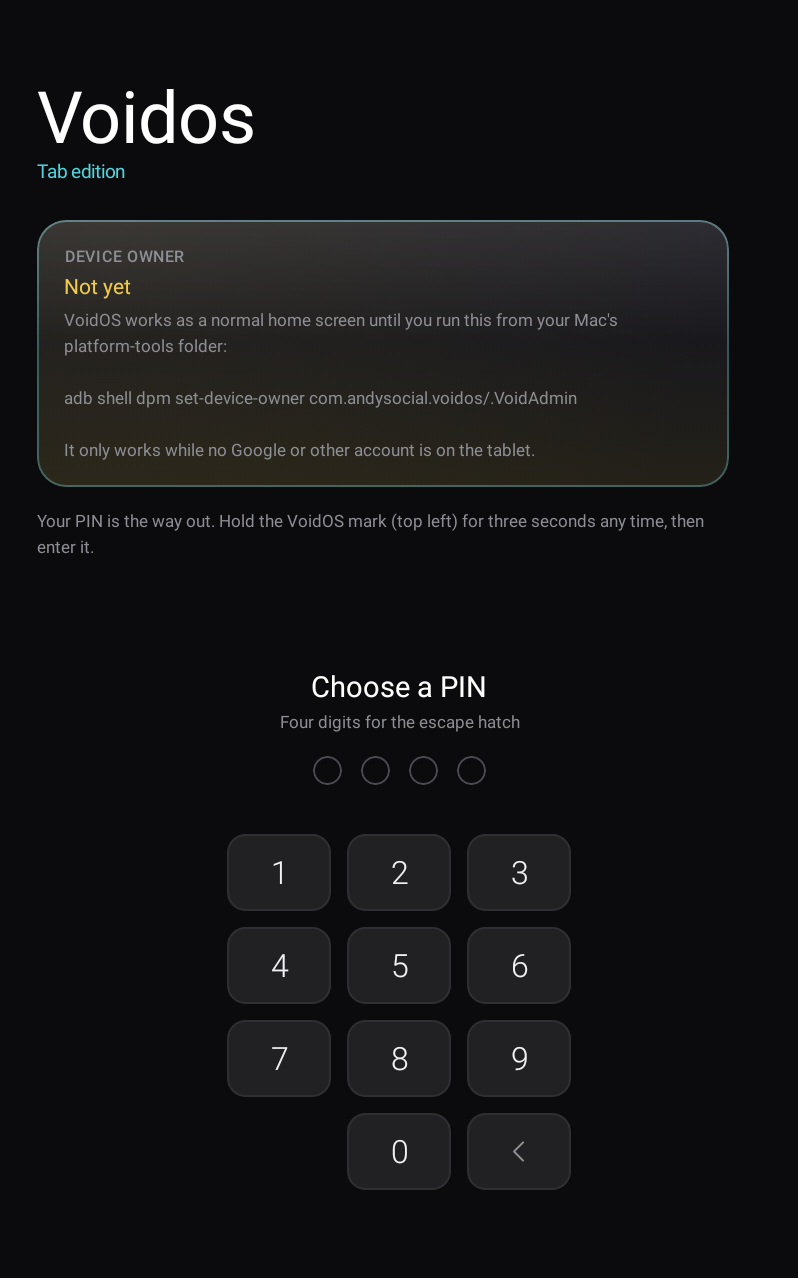 Voidos
Tab edition
DEVICE OWNER
Not yet
VoidOS works as a normal home screen until you run this from your Mac's
platform-tools folder:
adb shell dpm set-device-owner com.andysocial.voidos/.VoidAdmin
It only works while no Google or other account is on the tablet.
Your PIN is the way out. Hold the VoidOS mark (top left) for three seconds any time, then
enter it.
Choose a PIN
Four digits for the escape hatch
1 2 3
4 5 6
7 8 9
0